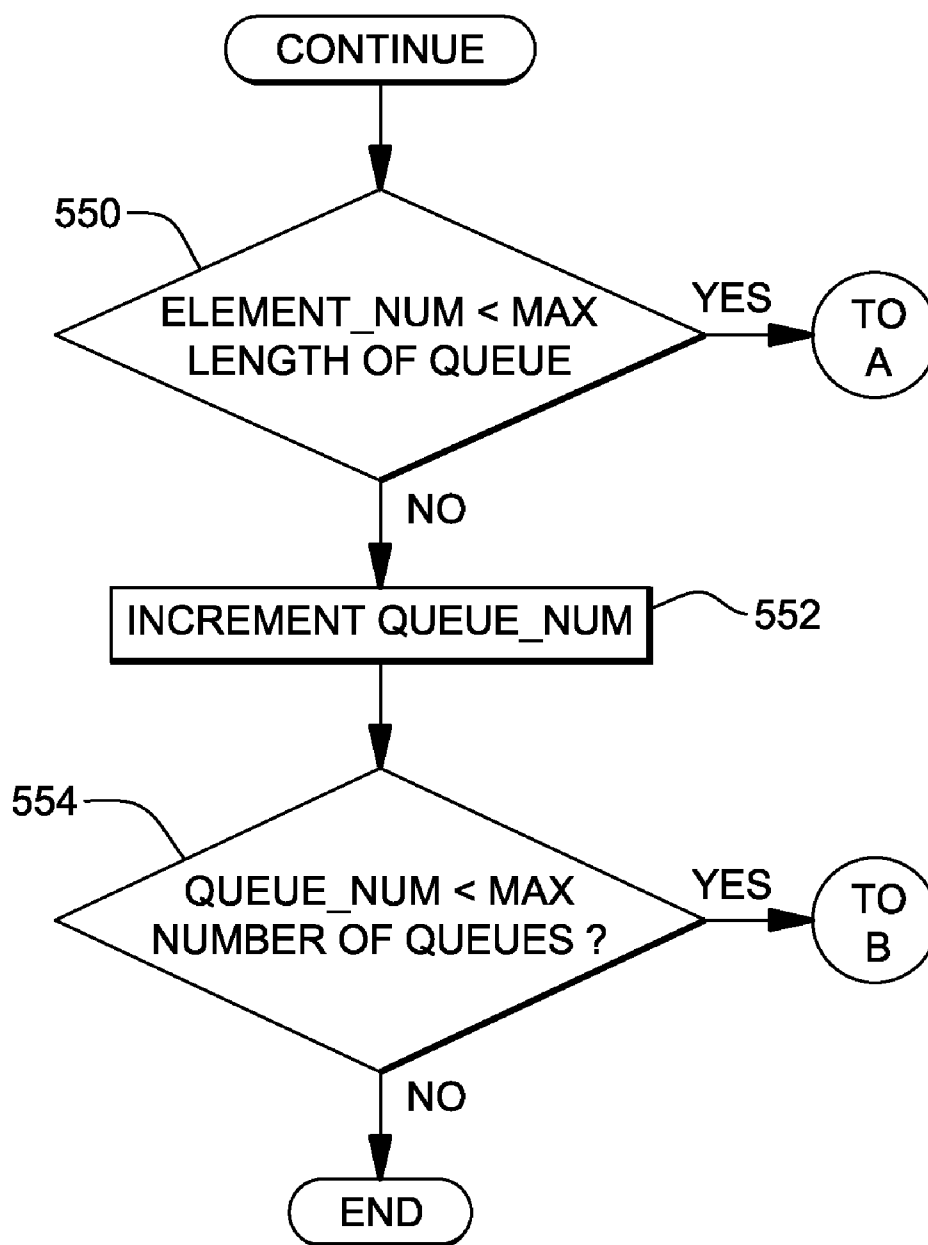 CONTINUE
550
ELEMENT_NUM < MAX
LENGTH OF QUEUE
YES
TO
A
NO
INCREMENT QUEUE_NUM
552
554
QUEUE_NUM < MAX
NUMBER OF QUEUES ?
YES
TO
B
NO
END